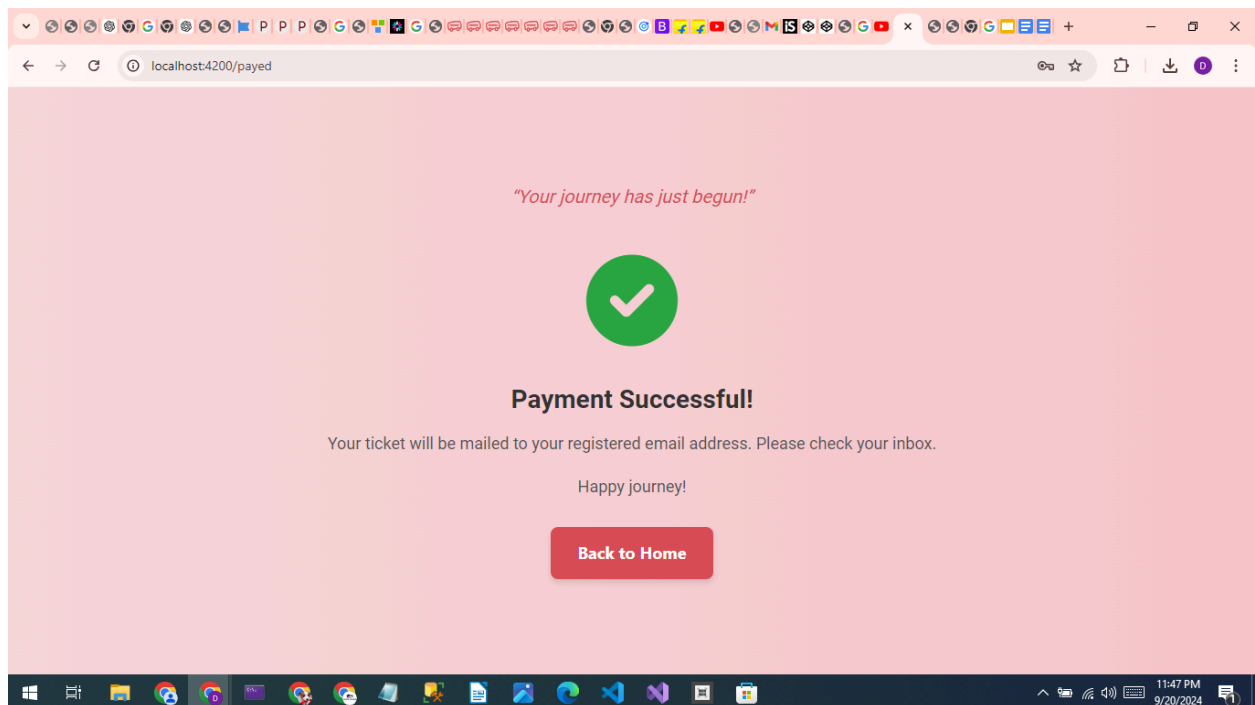 localhost:4200/payed
D
“Your journey has just begun!”
Payment Successful!
Your ticket will be mailed to your registered email address. Please check your inbox.
Happy journey!
Back to Home
11:47 PM
9/20/2024
1